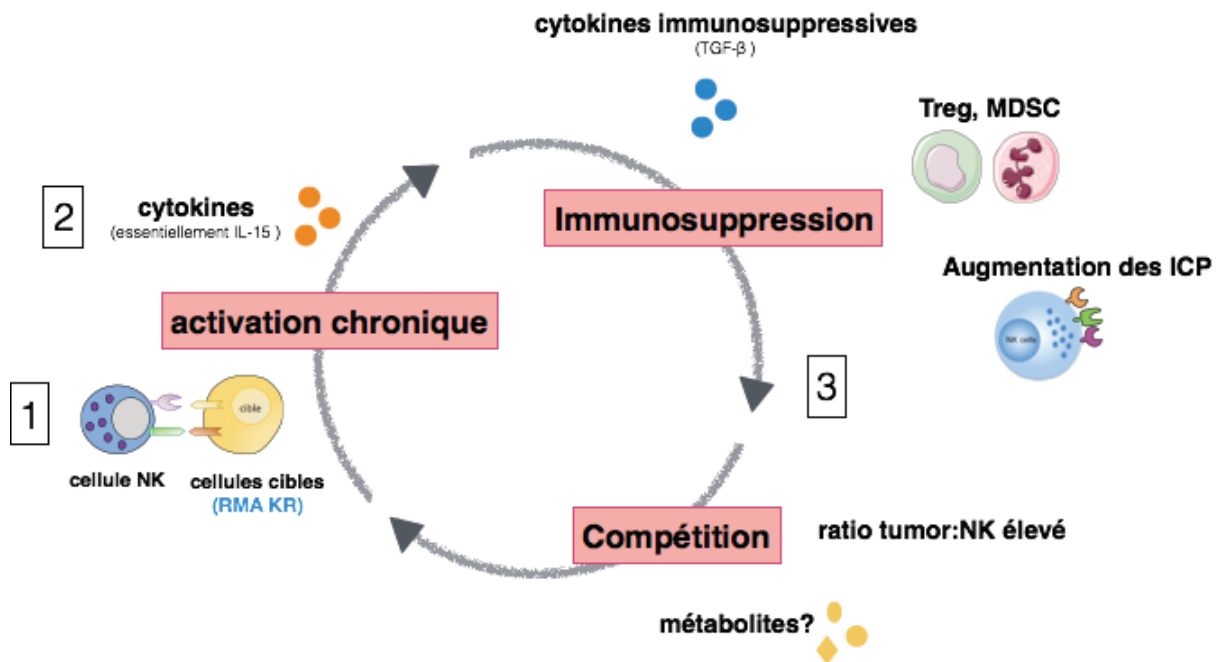 cytokines immunosuppressives
(TGF-β )
Treg, MDSC
2
cytokines
(essentiellement IL-15 )
Immunosuppression
Augmentation des ICP
NK cells
activation chronique
3
1
cible
cellule NK
cellules cibles
(RMA KR)
Compétition
ratio tumor:NK élevé
métabolites?